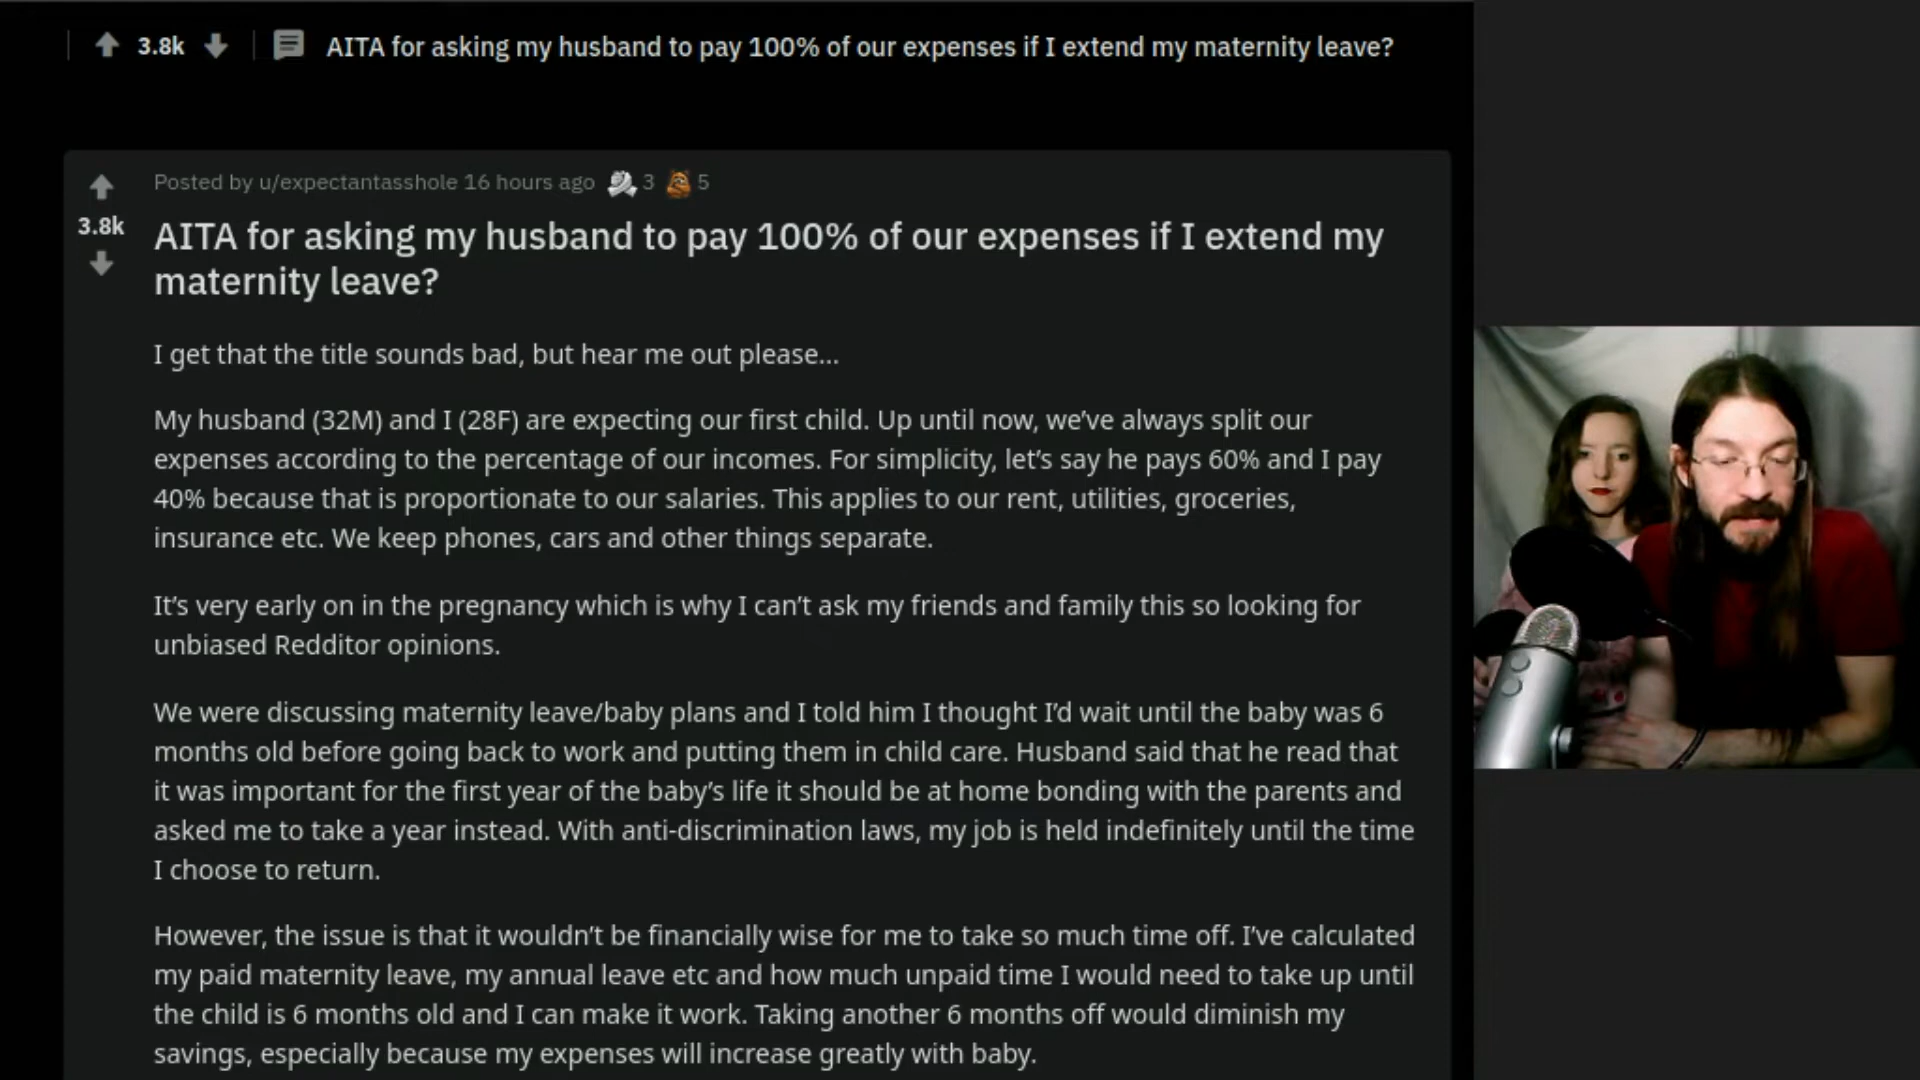 3.8k AITA for asking my husband to pay 100% of our expenses if I extend my maternity leave?
Posted by u/expectantasshole 16 hours ago 3 5
3.8k
AITA for asking my husband to pay 100% of our expenses if I extend my
maternity leave?
I get that the title sounds bad, but hear me out please...
My husband (32M) and I (28F) are expecting our first child. Up until now, we’ve always split our
expenses according to the percentage of our incomes. For simplicity, let’s say he pays 60% and I pay
40% because that is proportionate to our salaries. This applies to our rent, utilities, groceries,
insurance etc. We keep phones, cars and other things separate.
It’s very early on in the pregnancy which is why I can’t ask my friends and family this so looking for
unbiased Redditor opinions.
We were discussing maternity leave/baby plans and I told him I thought I’d wait until the baby was 6
months old before going back to work and putting them in child care. Husband said that he read that
it was important for the first year of the baby’s life it should be at home bonding with the parents and
asked me to take a year instead. With anti-discrimination laws, my job is held indefinitely until the time
I choose to return.
However, the issue is that it wouldn’t be financially wise for me to take so much time off. I’ve calculated
my paid maternity leave, my annual leave etc and how much unpaid time I would need to take up until
the child is 6 months old and I can make it work. Taking another 6 months off would diminish my
savings, especially because my expenses will increase greatly with baby.